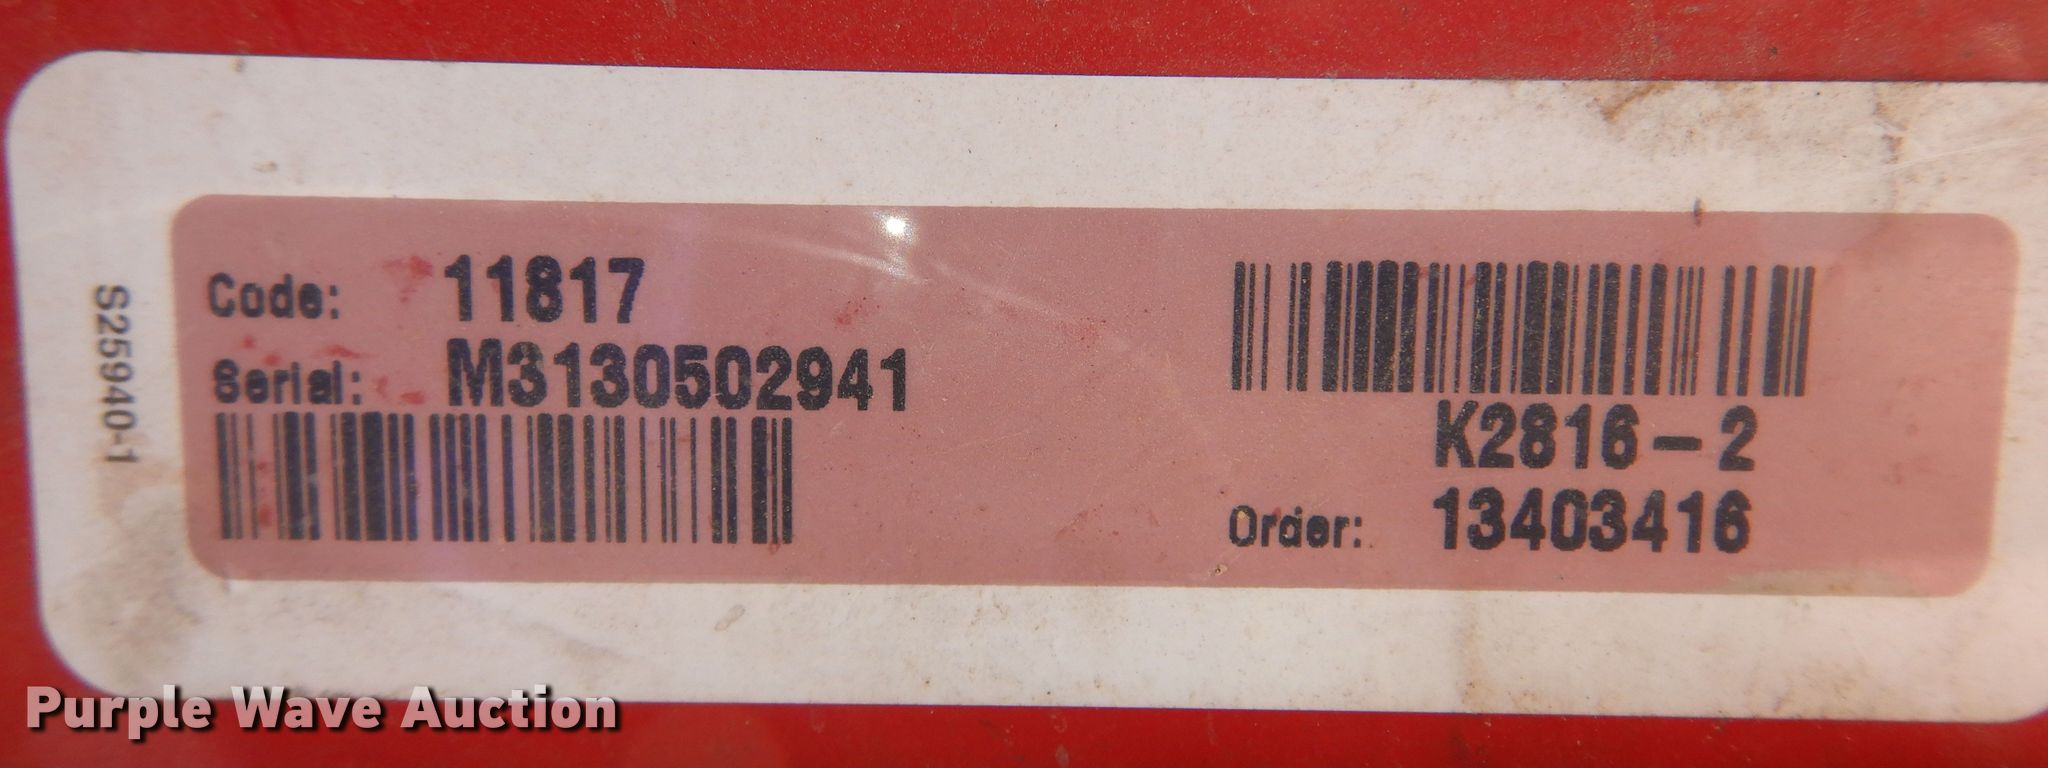 S25940-1
Code: 11817
Serial: M3130502941
K2816-2
Order: 13403416
Purple Wave Auction